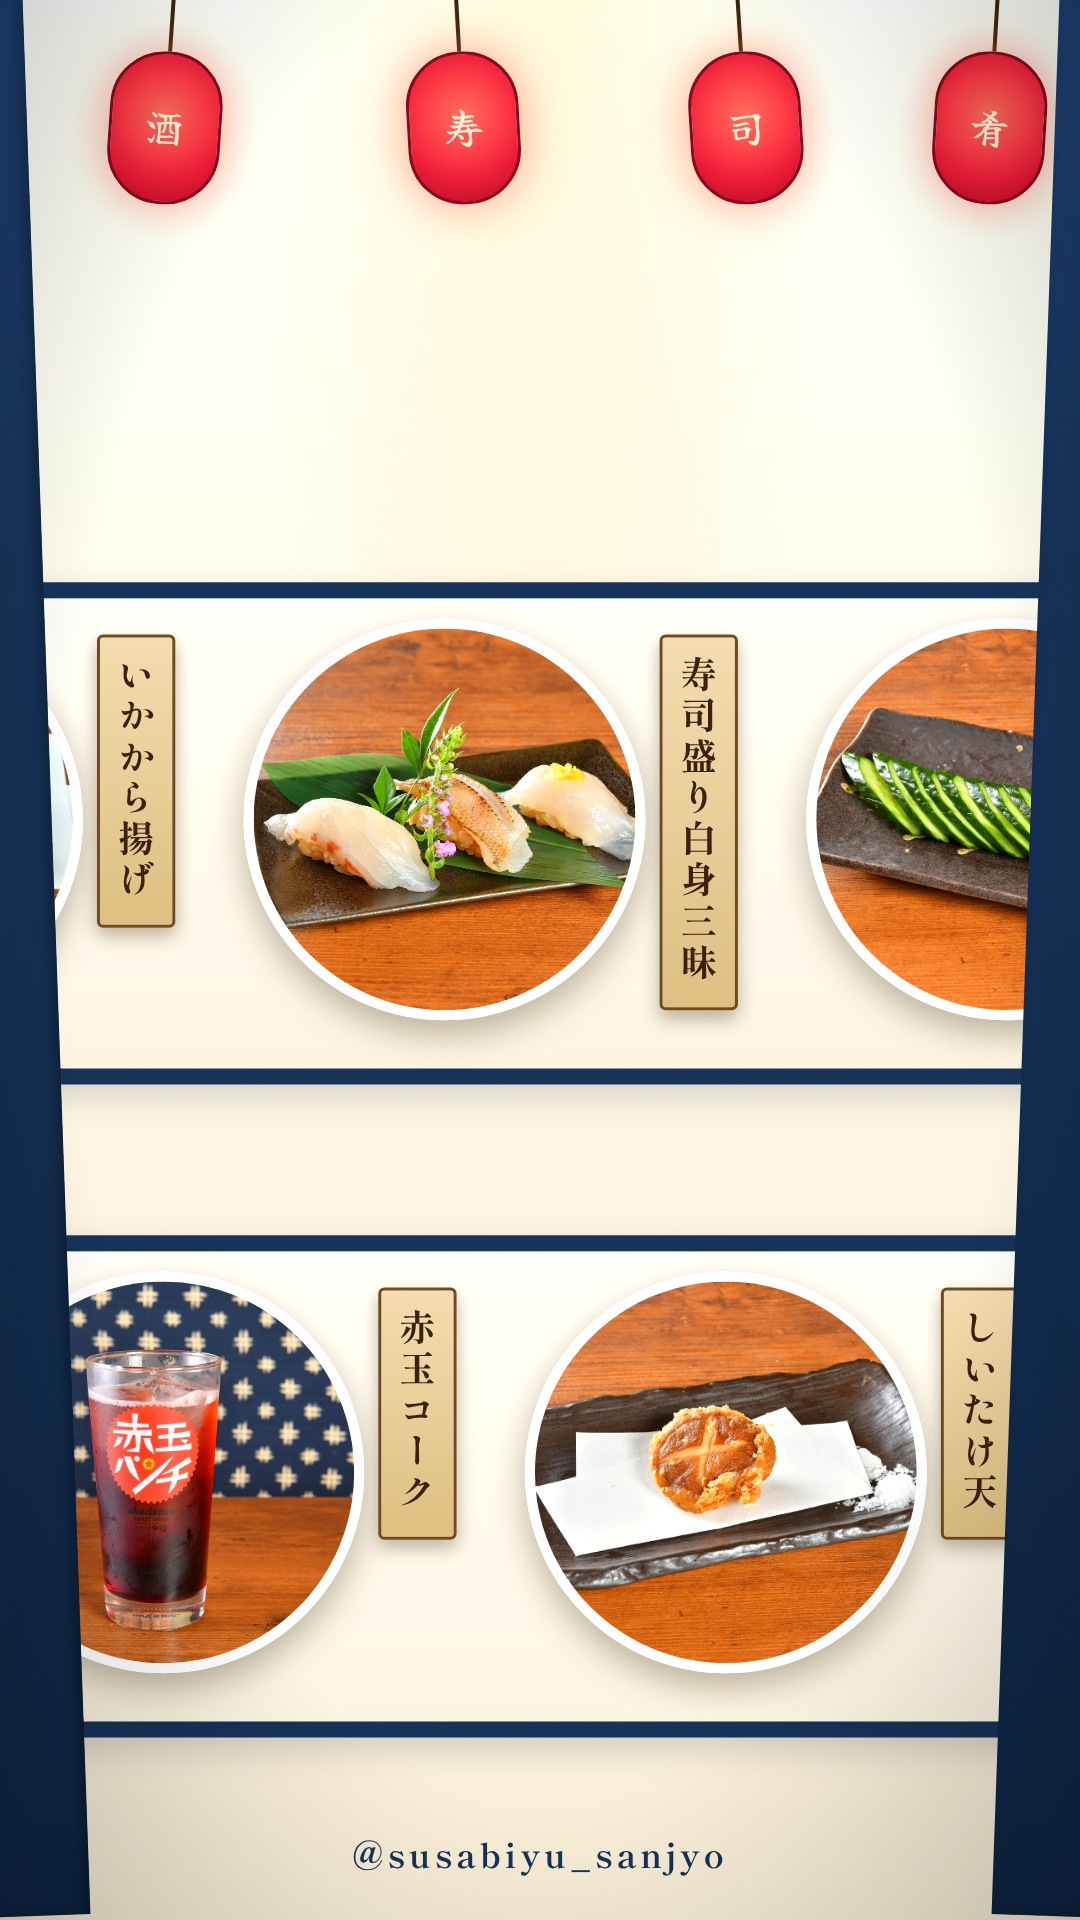 酒
寿
司
肴
いかから揚げ
寿司盛り白身三昧
赤玉コーク
しいたけ天
赤玉
パンチ
akadama
@susabiyu_sanjyo